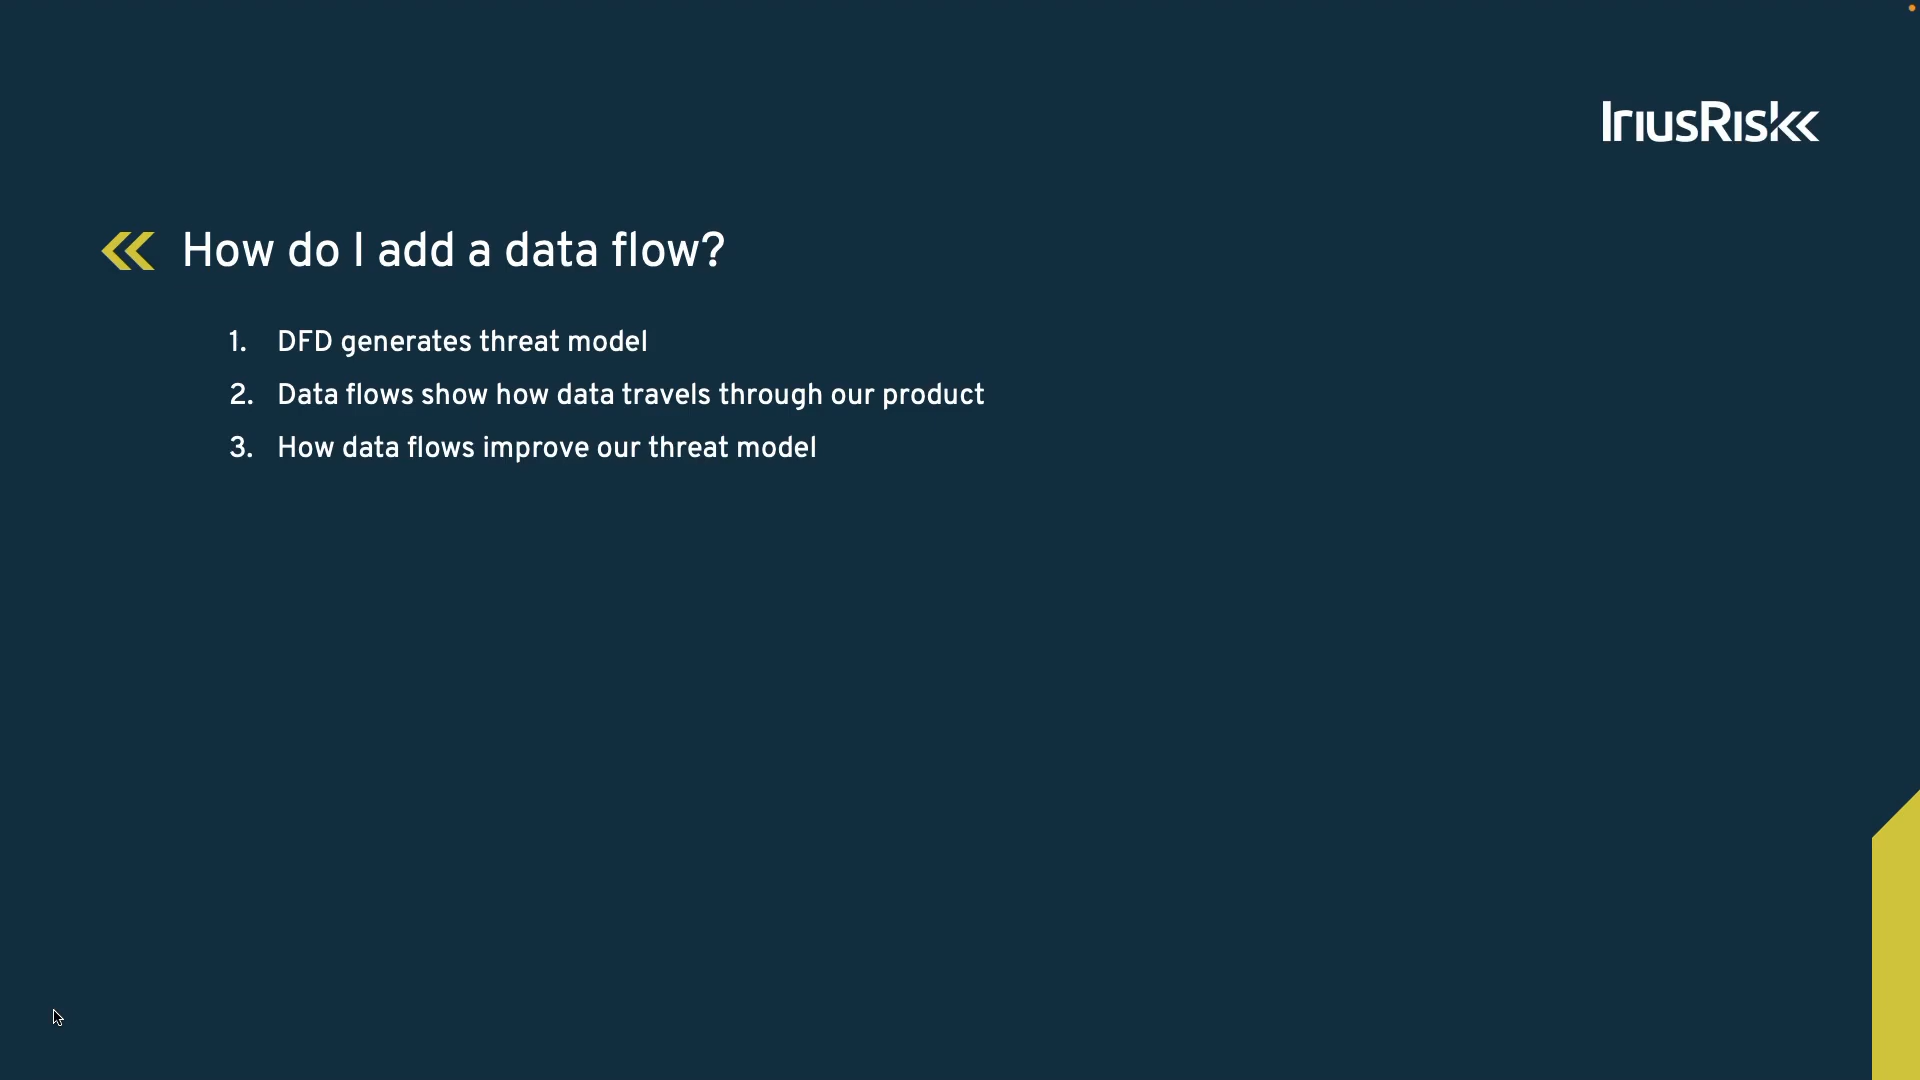 IriusRisk
How do I add a data flow?
1. DFD generates threat model
2. Data flows show how data travels through our product
3. How data flows improve our threat model